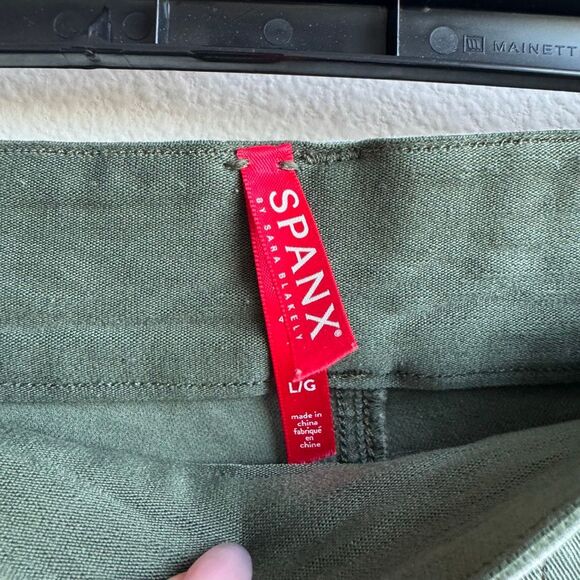 MAINETT
SPANX®
BY SARA BLAKELY
L/G
made in
china
fabriqué
en
chine